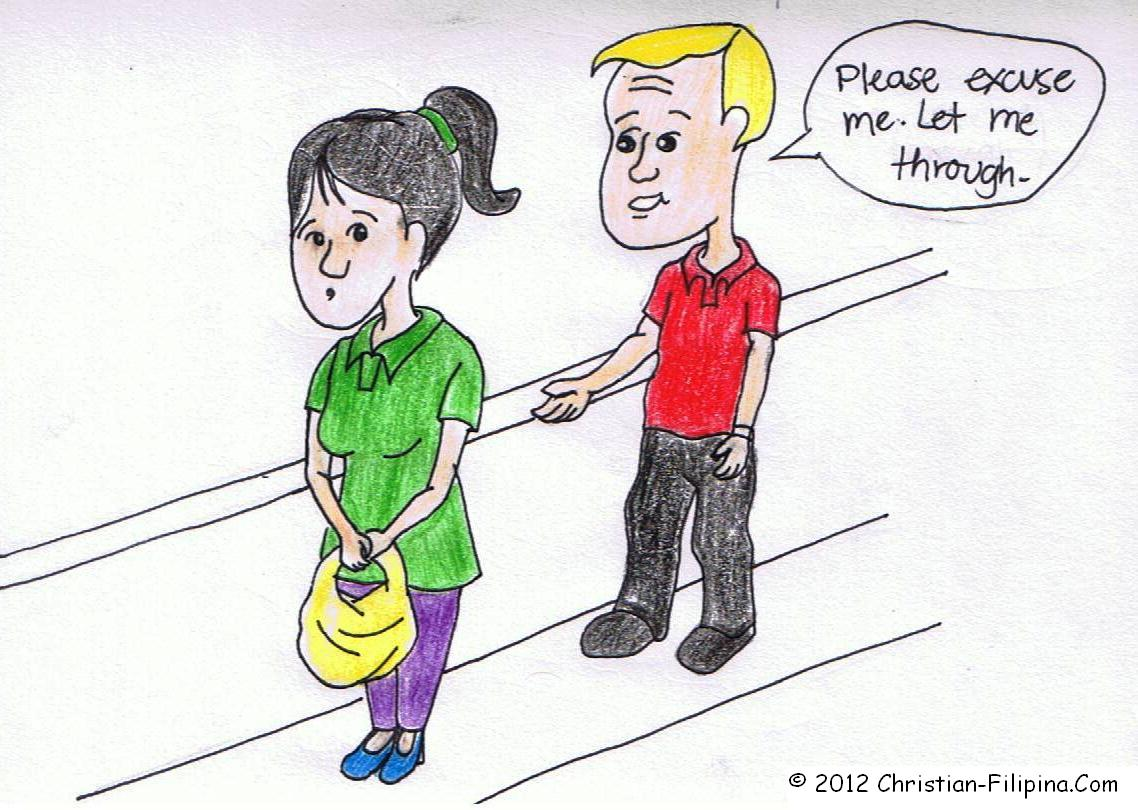 Please excuse
me. Let me
through.
© 2012 Christian-Filipina.Com